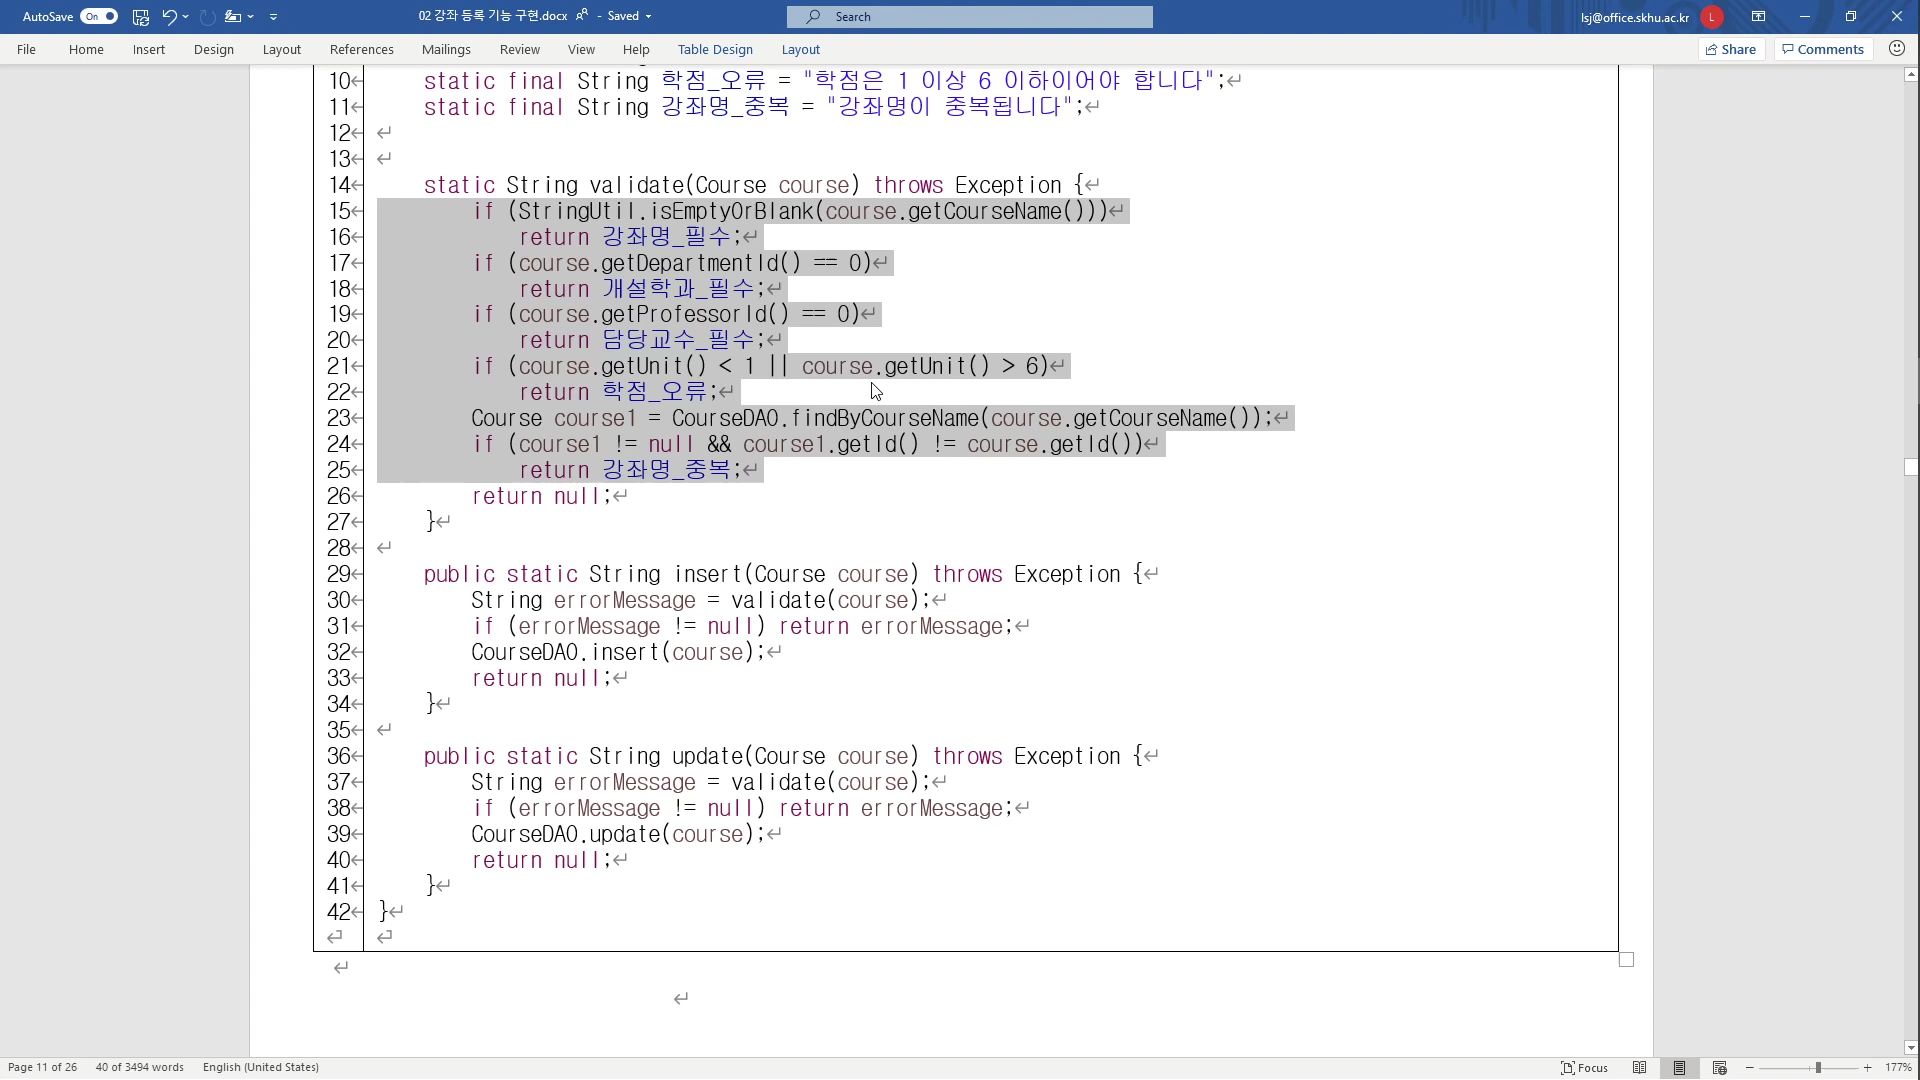 AutoSave On 02 강좌 등록 기능 구현.docx - Saved Search lsj@office.skhu.ac.kr L
File Home Insert Design Layout References Mailings Review View Help Table Design Layout Share Comments
10 static final String 학점_오류 = "학점은 1 이상 6 이하이어야 합니다";
11 static final String 강좌명_중복 = "강좌명이 중복됩니다";
12
13
14 static String validate(Course course) throws Exception {
15 if (StringUtil.isEmptyOrBlank(course.getCourseName()))
16 return 강좌명_필수;
17 if (course.getDepartmentId() == 0)
18 return 개설학과_필수;
19 if (course.getProfessorId() == 0)
20 return 담당교수_필수;
21 if (course.getUnit() < 1 || course.getUnit() > 6)
22 return 학점_오류;
23 Course course1 = CourseDAO.findByCourseName(course.getCourseName());
24 if (course1 != null && course1.getId() != course.getId())
25 return 강좌명_중복;
26 return null;
27 }
28
29 public static String insert(Course course) throws Exception {
30 String errorMessage = validate(course);
31 if (errorMessage != null) return errorMessage;
32 CourseDAO.insert(course);
33 return null;
34 }
35
36 public static String update(Course course) throws Exception {
37 String errorMessage = validate(course);
38 if (errorMessage != null) return errorMessage;
39 CourseDAO.update(course);
40 return null;
41 }
42 }
Page 11 of 26 40 of 3494 words English (United States) Focus 177%